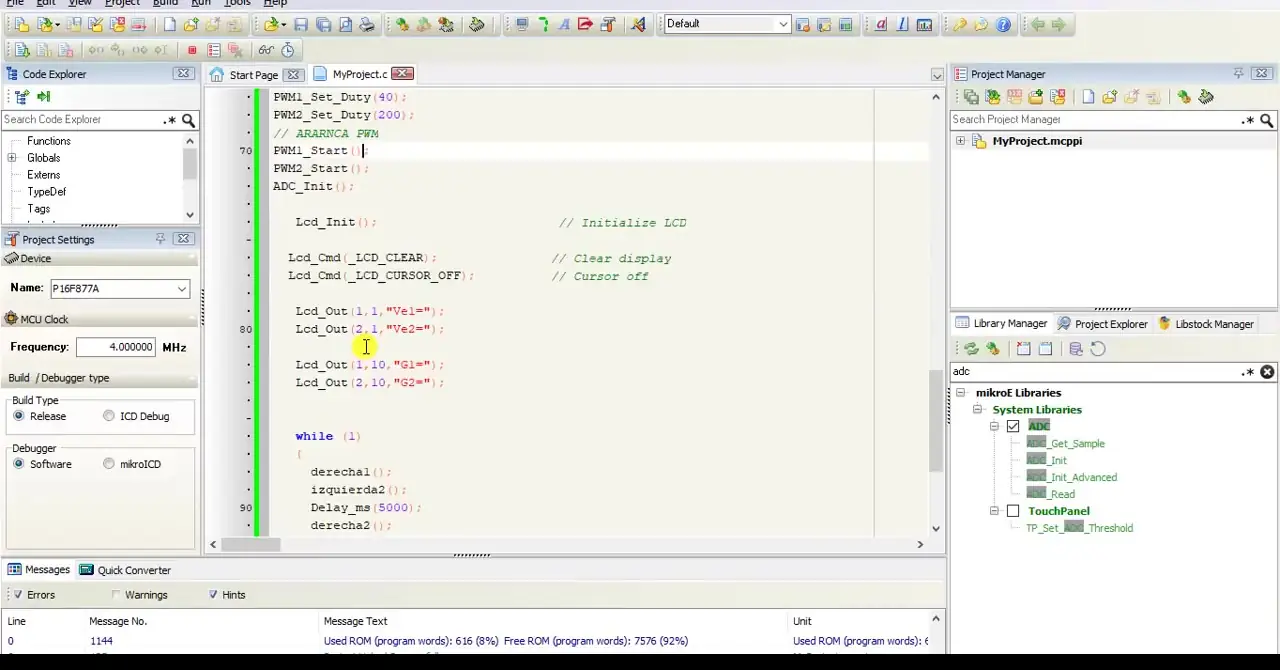 File Edit View Project Build Run Tools Help
Default
Code Explorer
Start Page
MyProject.c
Project Manager
Search Code Explorer
Search Project Manager
Functions
Globals
Externs
TypeDef
Tags
MyProject.mcppi
PWM1_Set_Duty(40);
PWM2_Set_Duty(200);
// ARARNCA PWM
70
PWM1_Start();
PWM2_Start();
ADC_Init();
Lcd_Init(); // Initialize LCD
Lcd_Cmd(_LCD_CLEAR); // Clear display
Lcd_Cmd(_LCD_CURSOR_OFF); // Cursor off
Lcd_Out(1,1,"Ve1=");
80
Lcd_Out(2,1,"Ve2=");
Lcd_Out(1,10,"G1=");
Lcd_Out(2,10,"G2=");
while (1)
{
derecha1();
izquierda2();
90
Delay_ms(5000);
derecha2();
Project Settings
Device
Name: P16F877A
MCU Clock
Frequency: 4.000000 MHz
Build / Debugger type
Build Type
Release
ICD Debug
Debugger
Software
mikroICD
Library Manager
Project Explorer
Libstock Manager
adc
mikroE Libraries
System Libraries
ADC
ADC_Get_Sample
ADC_Init
ADC_Init_Advanced
ADC_Read
TouchPanel
TP_Set_ADC_Threshold
Messages
Quick Converter
Errors
Warnings
Hints
Line
Message No.
Message Text
Unit
0
1144
Used ROM (program words): 616 (8%) Free ROM (program words): 7576 (92%)
Used ROM (program words): 6